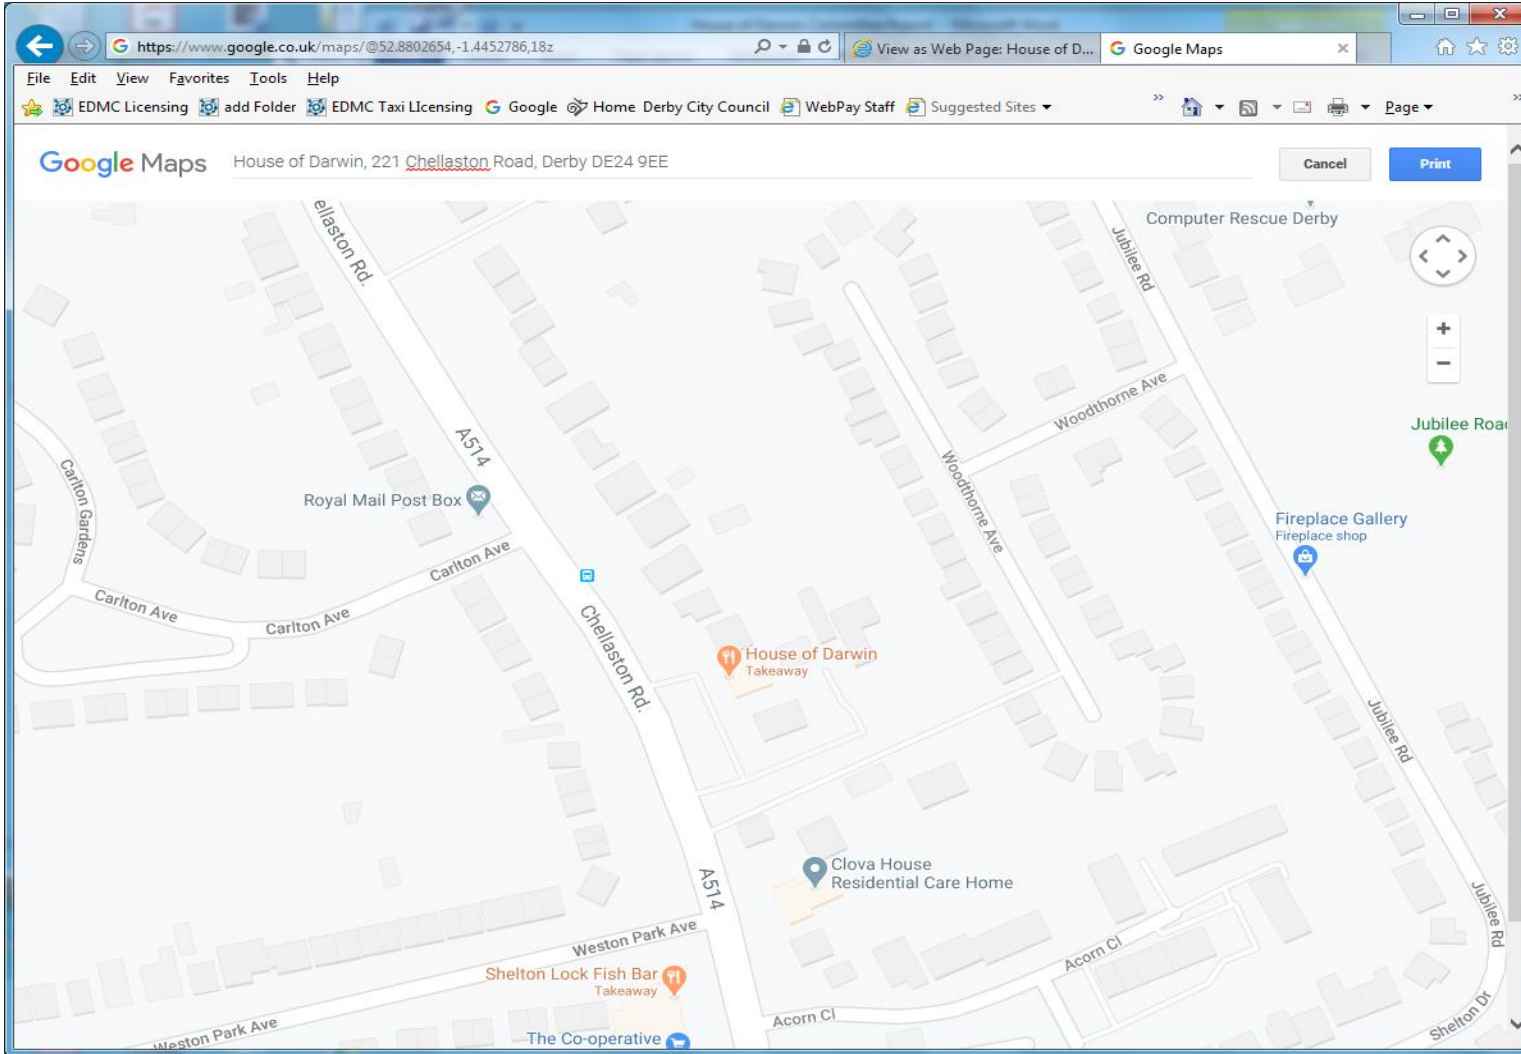 https://www.google.co.uk/maps/@52.8802654,-1.4452786,18z
View as Web Page: House of D...
Google Maps
File Edit View Favorites Tools Help
EDMC Licensing add Folder EDMC Taxi LIcensing Google Home Derby City Council WebPay Staff Suggested Sites Page
Google Maps
House of Darwin, 221 Chellaston Road, Derby DE24 9EE
Cancel
Print
ellaston Rd.
Jubilee Rd
Computer Rescue Derby
Woodthorne Ave
A514
Jubilee Roa
Carlton Gardens
Royal Mail Post Box
Woodthorne Ave
Fireplace Gallery
Fireplace shop
Carlton Ave
Carlton Ave
Carlton Ave
Chellaston Rd.
House of Darwin
Takeaway
Jubilee Rd
Clova House
Residential Care Home
A514
Jubilee Rd
Weston Park Ave
Acorn Cl
Shelton Lock Fish Bar
Takeaway
Acorn Cl
Shelton Dr
Weston Park Ave
The Co-operative